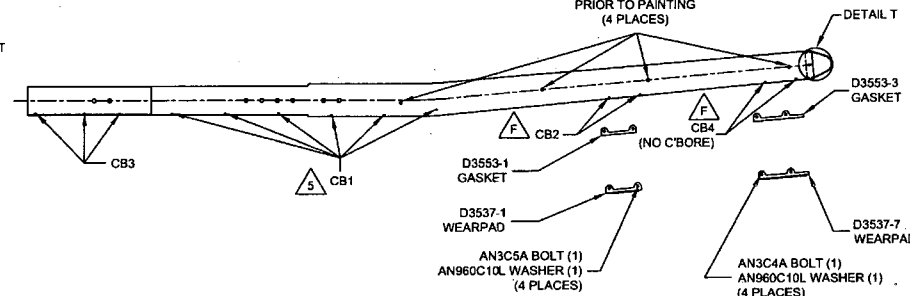 PRIOR TO PAINTING
(4 PLACES)
DETAIL T
T
D3553-3
GASKET
F
CB2
F
CB4
(NO C'BORE)
CB3
5
CB1
D3553-1
GASKET
D3537-1
WEARPAD
D3537-7
WEARPAD
AN3C5A BOLT (1)
AN960C10L WASHER (1)
(4 PLACES)
AN3C4A BOLT (1)
AN960C10L WASHER (1)
(4 PLACES)